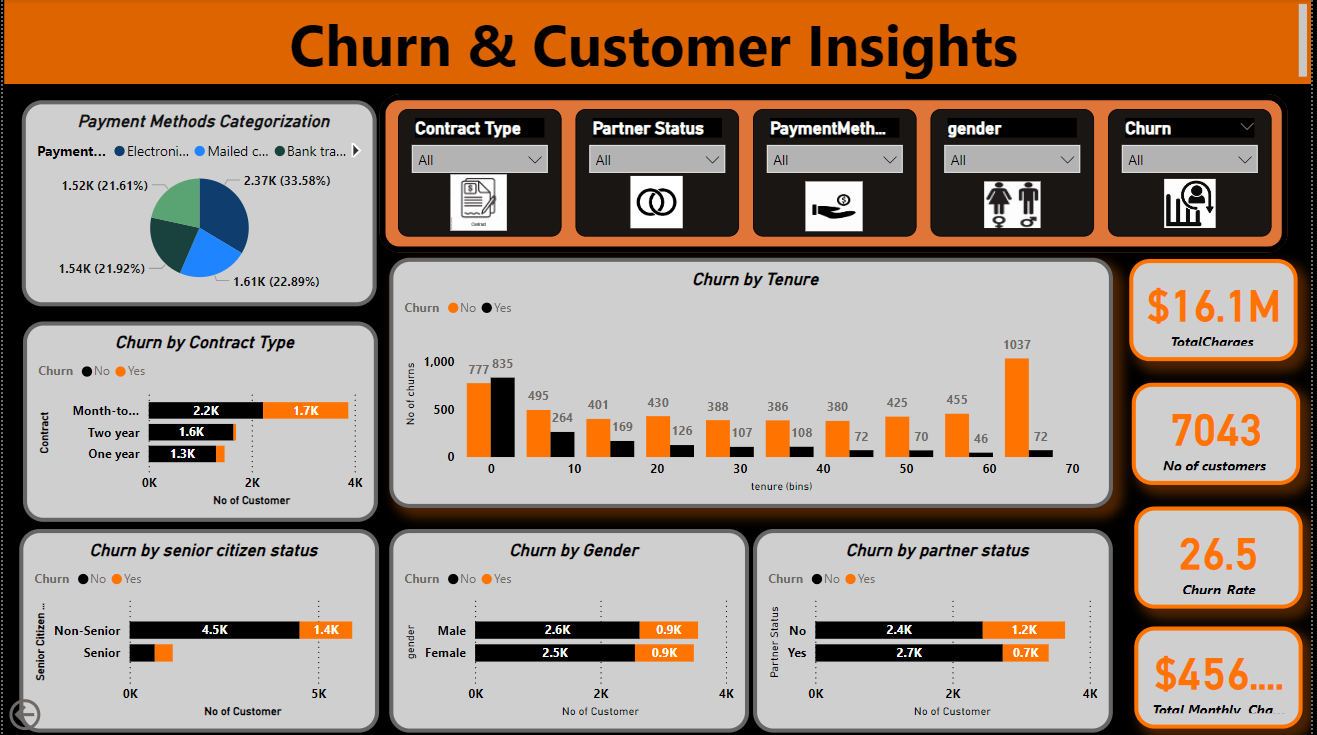 Churn & Customer Insights
Payment Methods Categorization
Payment... Electroni... Mailed c... Bank tra...
1.52K (21.61%)
2.37K (33.58%)
1.54K (21.92%)
1.61K (22.89%)
Contract Type
All
Contract
Partner Status
All
PaymentMeth...
All
gender
All
Churn
All
Churn by Contract Type
Churn No Yes
Contract
Month-to... 2.2K 1.7K
Two year 1.6K
One year 1.3K
0K 2K 4K
No of Customer
Churn by Tenure
Churn No Yes
No of churns
1,000
500
0
777 835
495 264
401 169
430 126
388 107
386 108
380 72
425 70
455 46
1037 72
0 10 20 30 40 50 60 70
tenure (bins)
$16.1M
TotalCharges
7043
No of customers
26.5
Churn Rate
$456....
Total Monthly Cha...
Churn by senior citizen status
Churn No Yes
Senior Citizen ...
Non-Senior 4.5K 1.4K
Senior
0K 5K
No of Customer
Churn by Gender
Churn No Yes
gender
Male 2.6K 0.9K
Female 2.5K 0.9K
0K 2K 4K
No of Customer
Churn by partner status
Churn No Yes
Partner Status
No 2.4K 1.2K
Yes 2.7K 0.7K
0K 2K 4K
No of Customer